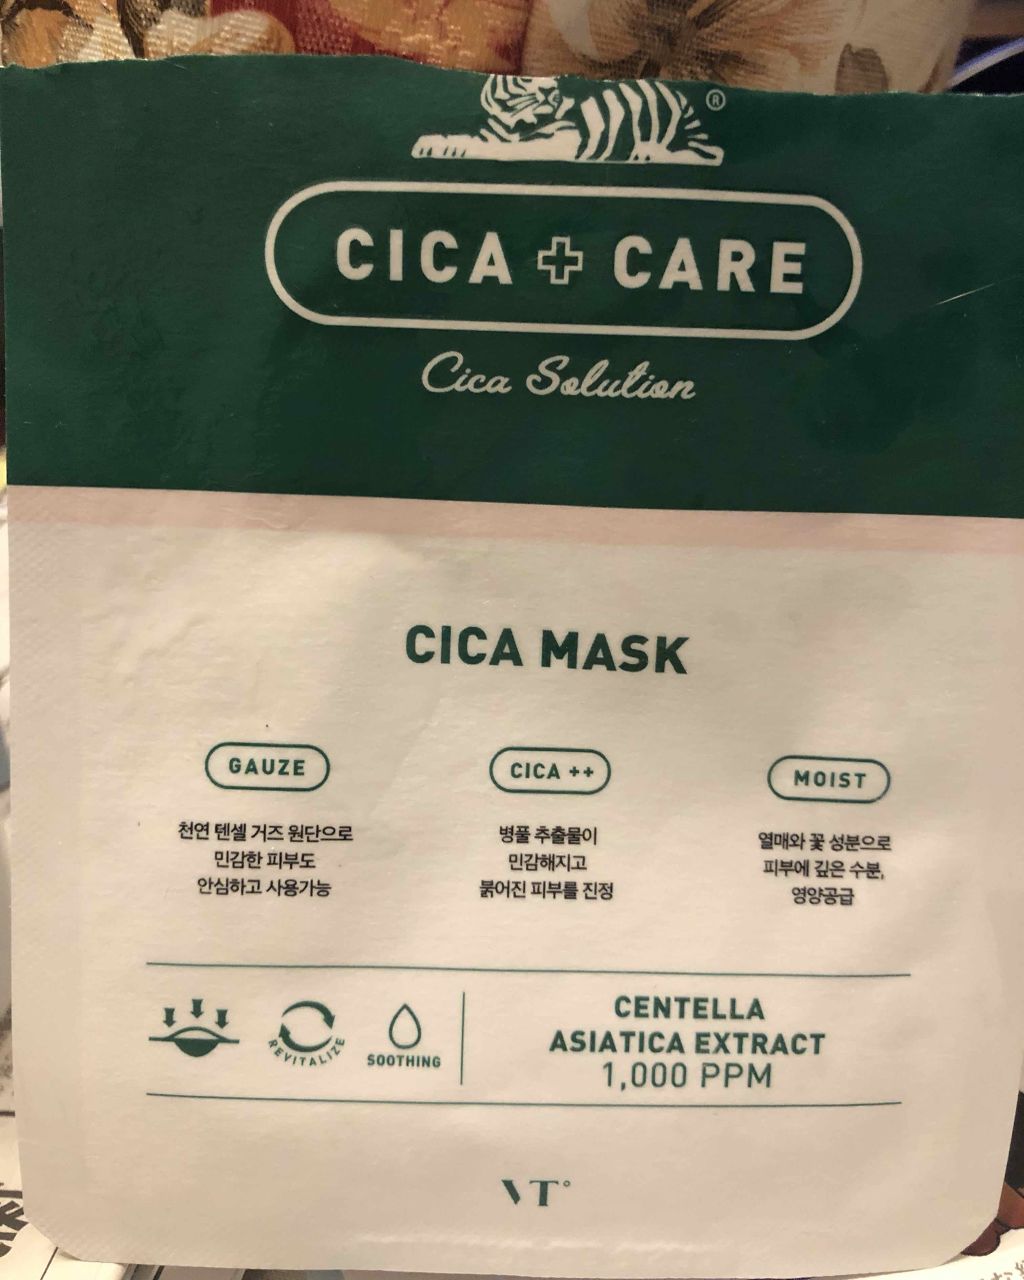 ®
CICA + CARE
Cica Solution
CICA MASK
GAUZE
천연 텐셀 거즈 원단으로
민감한 피부도
안심하고 사용가능
CICA ++
병풀 추출물이
민감해지고
붉어진 피부를 진정
MOIST
열매와 꽃 성분으로
피부에 깊은 수분,
영양공급
REVITALIZE
SOOTHING
CENTELLA
ASIATICA EXTRACT
1,000 PPM
VT